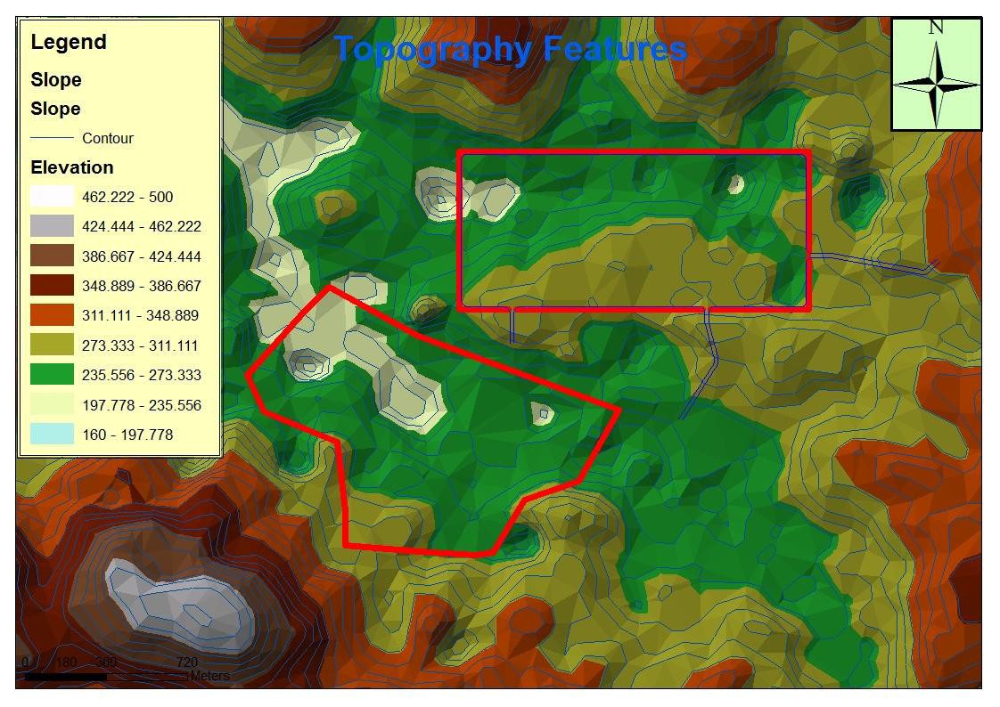 Topography Features
N
Legend
Slope
Slope
Contour
Elevation
462.222 - 500
424.444 - 462.222
386.667 - 424.444
348.889 - 386.667
311.111 - 348.889
273.333 - 311.111
235.556 - 273.333
197.778 - 235.556
160 - 197.778
0 180 360 720
Meters